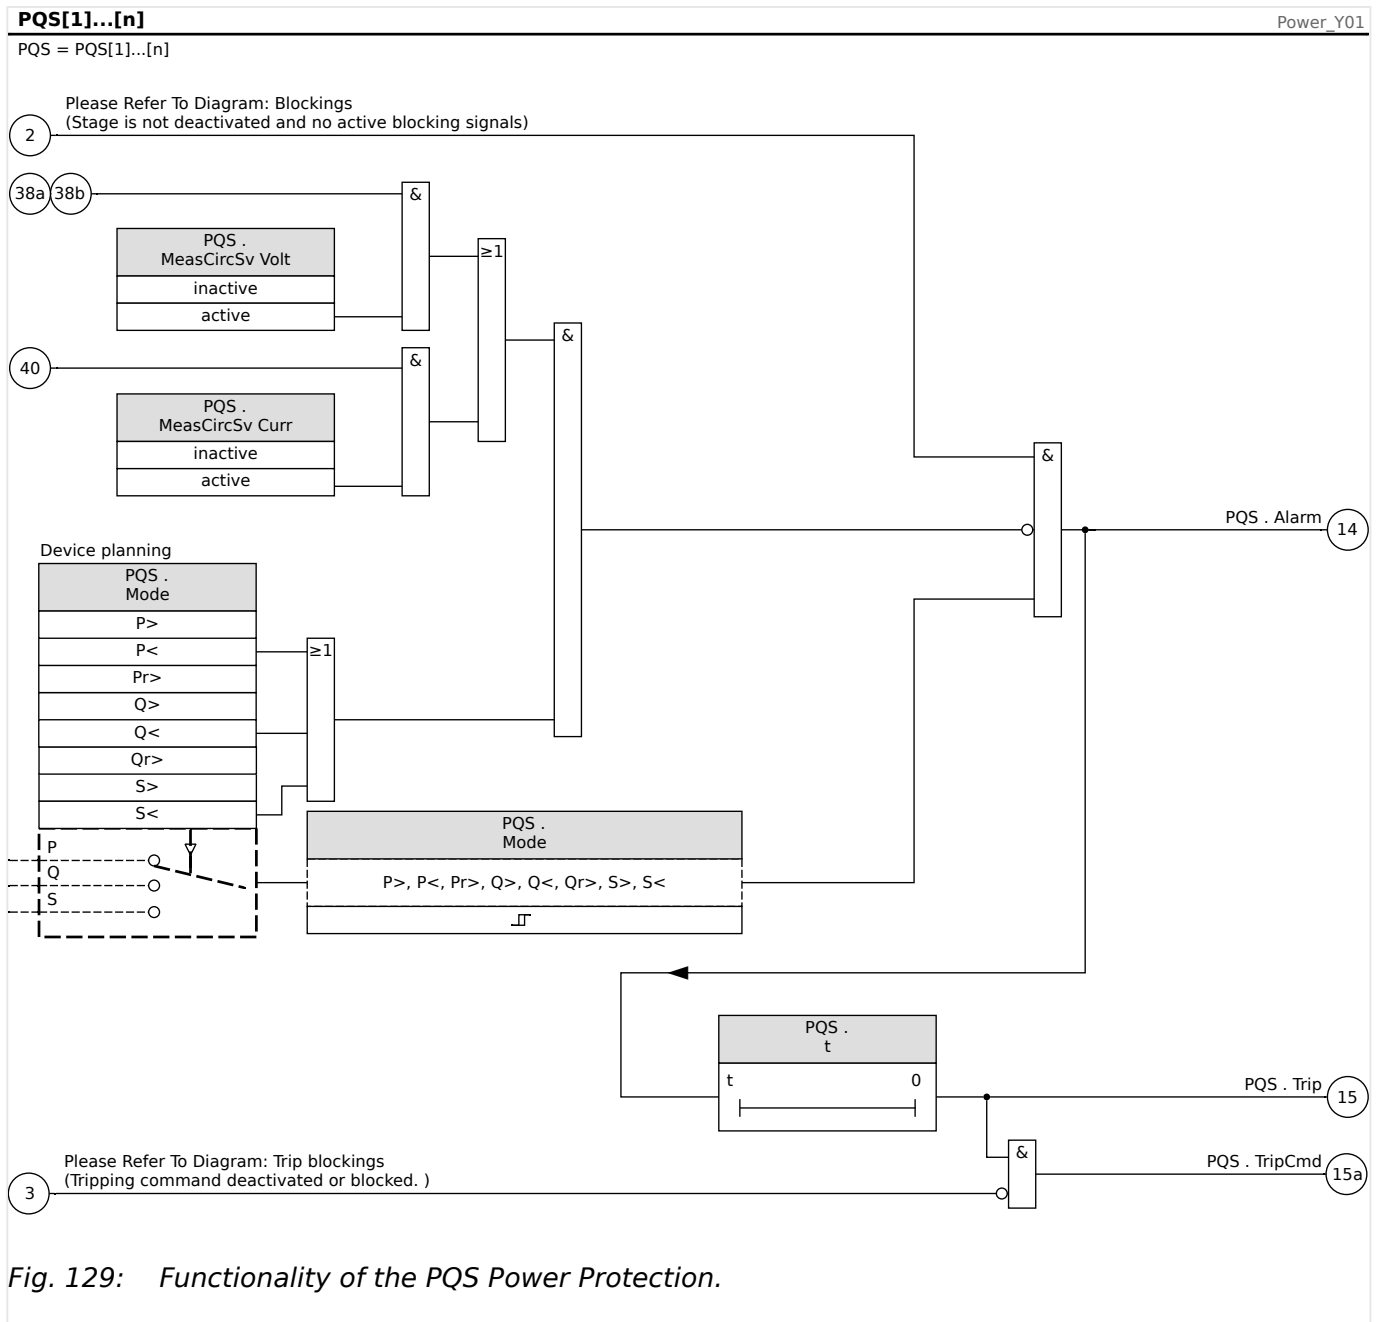 PQS[1]...[n]
Power_Y01
PQS = PQS[1]...[n]
Please Refer To Diagram: Blockings
(Stage is not deactivated and no active blocking signals)
2
38a 38b
&
PQS .
MeasCircSv Volt
inactive
active
≥1
&
40
&
PQS .
MeasCircSv Curr
inactive
active
&
PQS . Alarm
14
Device planning
PQS .
Mode
P>
P<
Pr>
Q>
Q<
Qr>
S>
S<
≥1
P
Q
S
PQS .
Mode
P>, P<, Pr>, Q>, Q<, Qr>, S>, S<
PQS .
t
t 0
PQS . Trip
15
Please Refer To Diagram: Trip blockings
(Tripping command deactivated or blocked. )
3
&
PQS . TripCmd
15a
Fig. 129: Functionality of the PQS Power Protection.